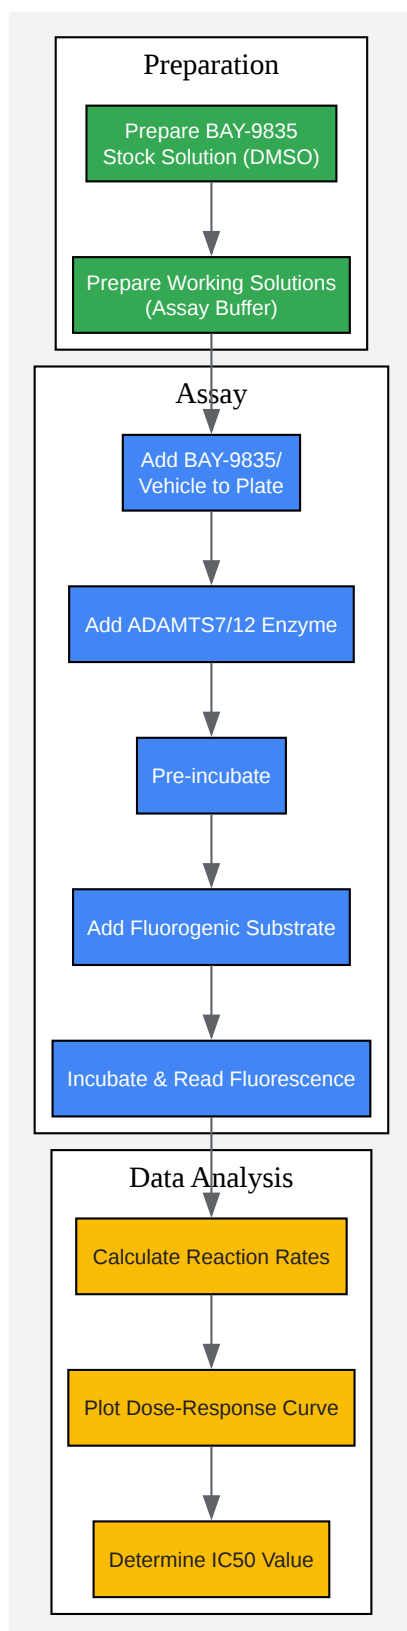 Preparation
Prepare BAY-9835
Stock Solution (DMSO)
Prepare Working Solutions
(Assay Buffer)
Assay
Add BAY-9835/
Vehicle to Plate
Add ADAMTS7/12 Enzyme
Pre-incubate
Add Fluorogenic Substrate
Incubate & Read Fluorescence
Data Analysis
Calculate Reaction Rates
Plot Dose-Response Curve
Determine IC50 Value